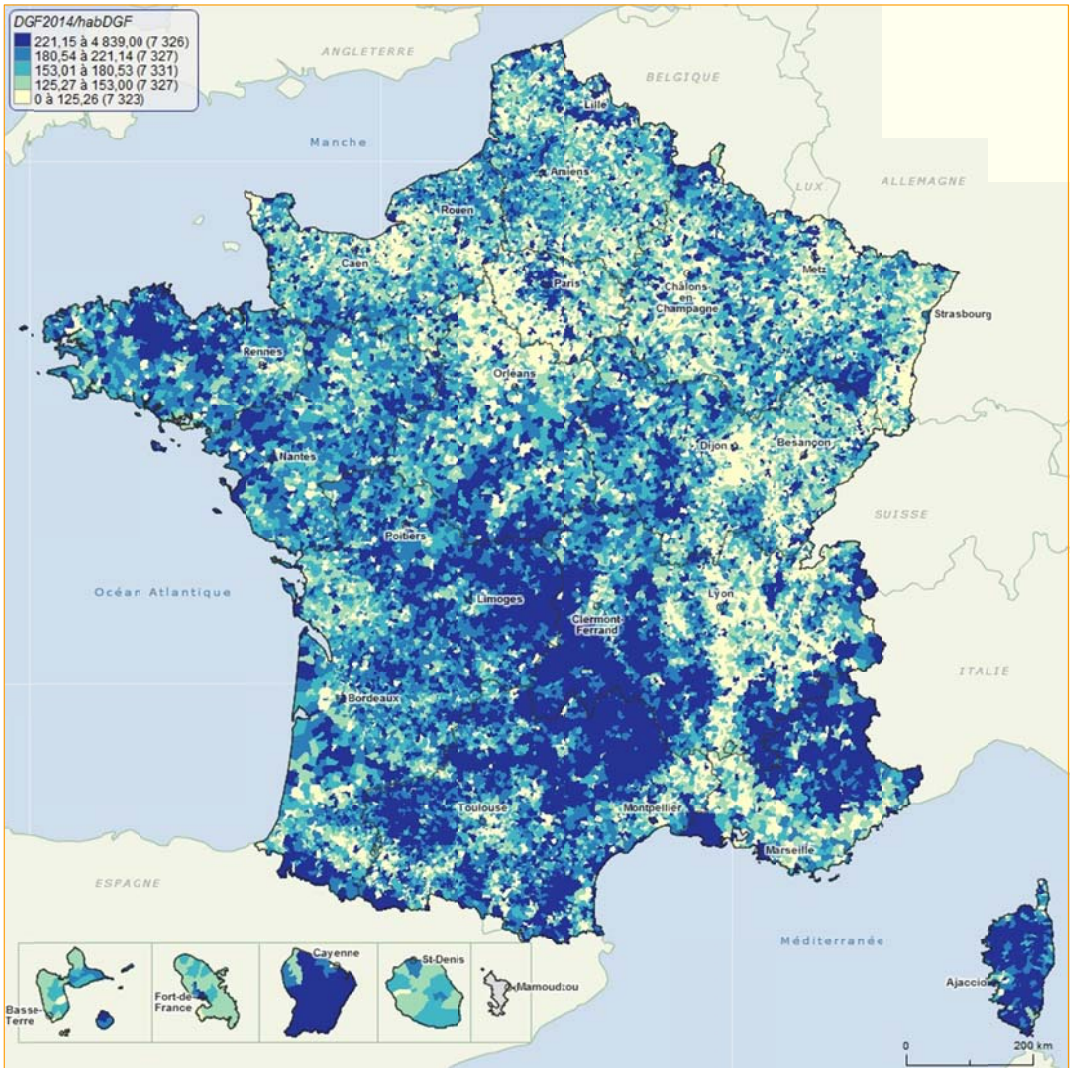 DGF2014/habDGF
221,15 à 4 839,00 (7 326)
180,54 à 221,14 (7 327)
153,01 à 180,53 (7 331)
125,27 à 153,00 (7 327)
0 à 125,26 (7 323)
ANGLETERRE
BELGIQUE
Lille
Manche
Amiens
LUX
ALLEMAGNE
Rouen
Caen
Paris
Metz
Châlons
en
Champagne
Strasbourg
Rennes
Orléans
Dijon
Besançon
Nantes
SUISSE
Poitiers
Océan Atlantique
Limoges
Lyon
Clermont-
Ferrand
ITALIE
Bordeaux
Toulouse
Montpellier
Marseille
ESPAGNE
Méditerranée
Cayenne
St-Denis
Ajaccio
Mamoudzou
Fort-de-
France
Basse-
Terre
0 200 km